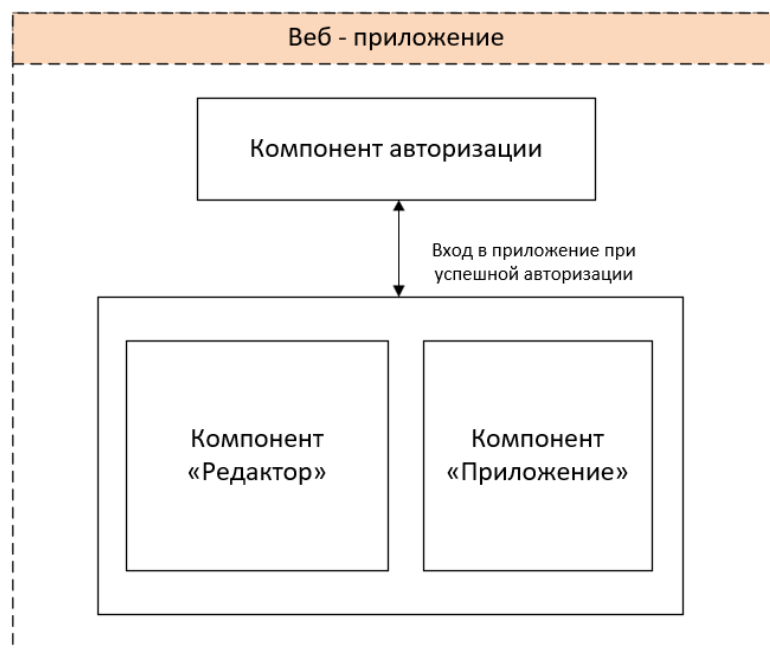 Веб - приложение
Компонент авторизации
Вход в приложение при
успешной авторизации
Компонент
«Редактор»
Компонент
«Приложение»